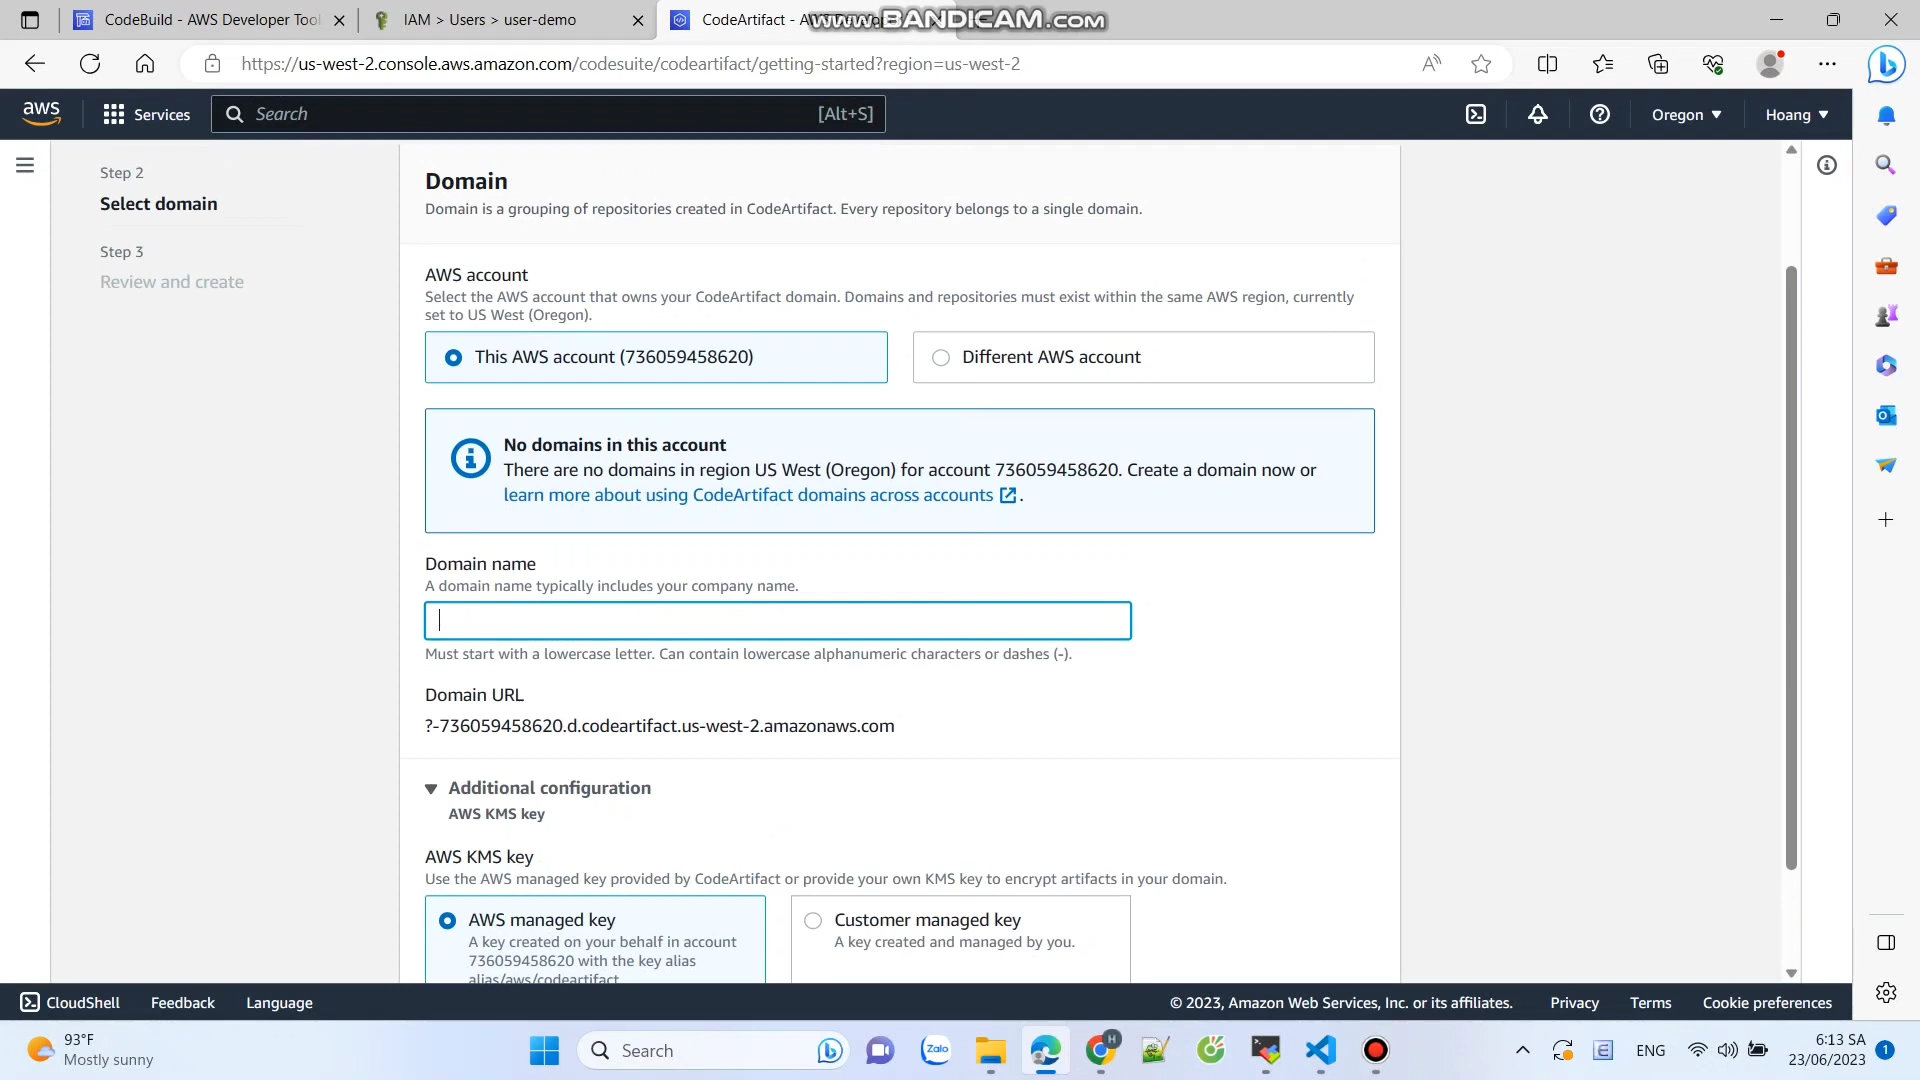 CodeBuild - AWS Developer Tool
IAM > Users > user-demo
CodeArtifact - AWS Develope
www.BANDICAM.com
https://us-west-2.console.aws.amazon.com/codesuite/codeartifact/getting-started?region=us-west-2
aws
Services
Search
[Alt+S]
Oregon
Hoang
Step 2
Select domain
Step 3
Review and create
Domain
Domain is a grouping of repositories created in CodeArtifact. Every repository belongs to a single domain.
AWS account
Select the AWS account that owns your CodeArtifact domain. Domains and repositories must exist within the same AWS region, currently
set to US West (Oregon).
This AWS account (736059458620)
Different AWS account
No domains in this account
There are no domains in region US West (Oregon) for account 736059458620. Create a domain now or
learn more about using CodeArtifact domains across accounts .
Domain name
A domain name typically includes your company name.
Must start with a lowercase letter. Can contain lowercase alphanumeric characters or dashes (-).
Domain URL
?-736059458620.d.codeartifact.us-west-2.amazonaws.com
Additional configuration
AWS KMS key
AWS KMS key
Use the AWS managed key provided by CodeArtifact or provide your own KMS key to encrypt artifacts in your domain.
AWS managed key
A key created on your behalf in account
736059458620 with the key alias
alias/aws/codeartifact
Customer managed key
A key created and managed by you.
CloudShell
Feedback
Language
© 2023, Amazon Web Services, Inc. or its affiliates.
Privacy
Terms
Cookie preferences
93°F
Mostly sunny
Search
Zalo
H
ENG
6:13 SA
23/06/2023
1